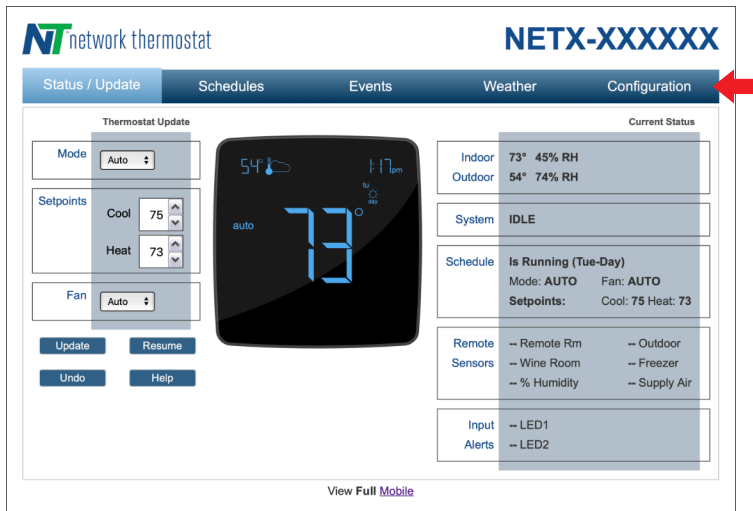 NT network thermostat
NETX-XXXXXX
Status / Update Schedules Events Weather Configuration
Thermostat Update
Mode Auto
Setpoints
Cool 75
Heat 73
Fan Auto
Update Resume
Undo Help
54° 1:17pm
tu
day
auto
73°
Current Status
Indoor 73° 45% RH
Outdoor 54° 74% RH
System IDLE
Schedule Is Running (Tue-Day)
Mode: AUTO Fan: AUTO
Setpoints: Cool: 75 Heat: 73
Remote -- Remote Rm -- Outdoor
Sensors -- Wine Room -- Freezer
-- % Humidity -- Supply Air
Input -- LED1
Alerts -- LED2
View Full Mobile